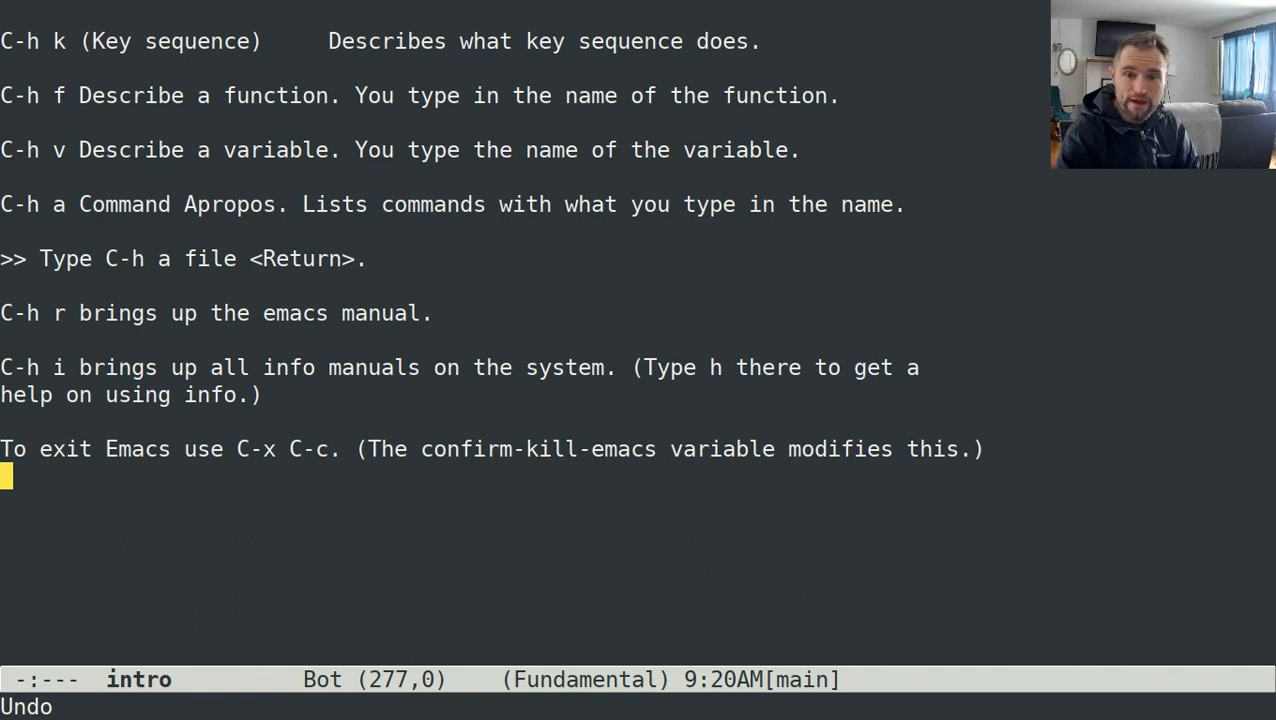 C-h k (Key sequence)     Describes what key sequence does.
C-h f Describe a function. You type in the name of the function.
C-h v Describe a variable. You type the name of the variable.
C-h a Command Apropos. Lists commands with what you type in the name.
>> Type C-h a file <Return>.
C-h r brings up the emacs manual.
C-h i brings up all info manuals on the system. (Type h there to get a
help on using info.)
To exit Emacs use C-x C-c. (The confirm-kill-emacs variable modifies this.)
-:---  intro          Bot (277,0)    (Fundamental) 9:20AM[main]
Undo